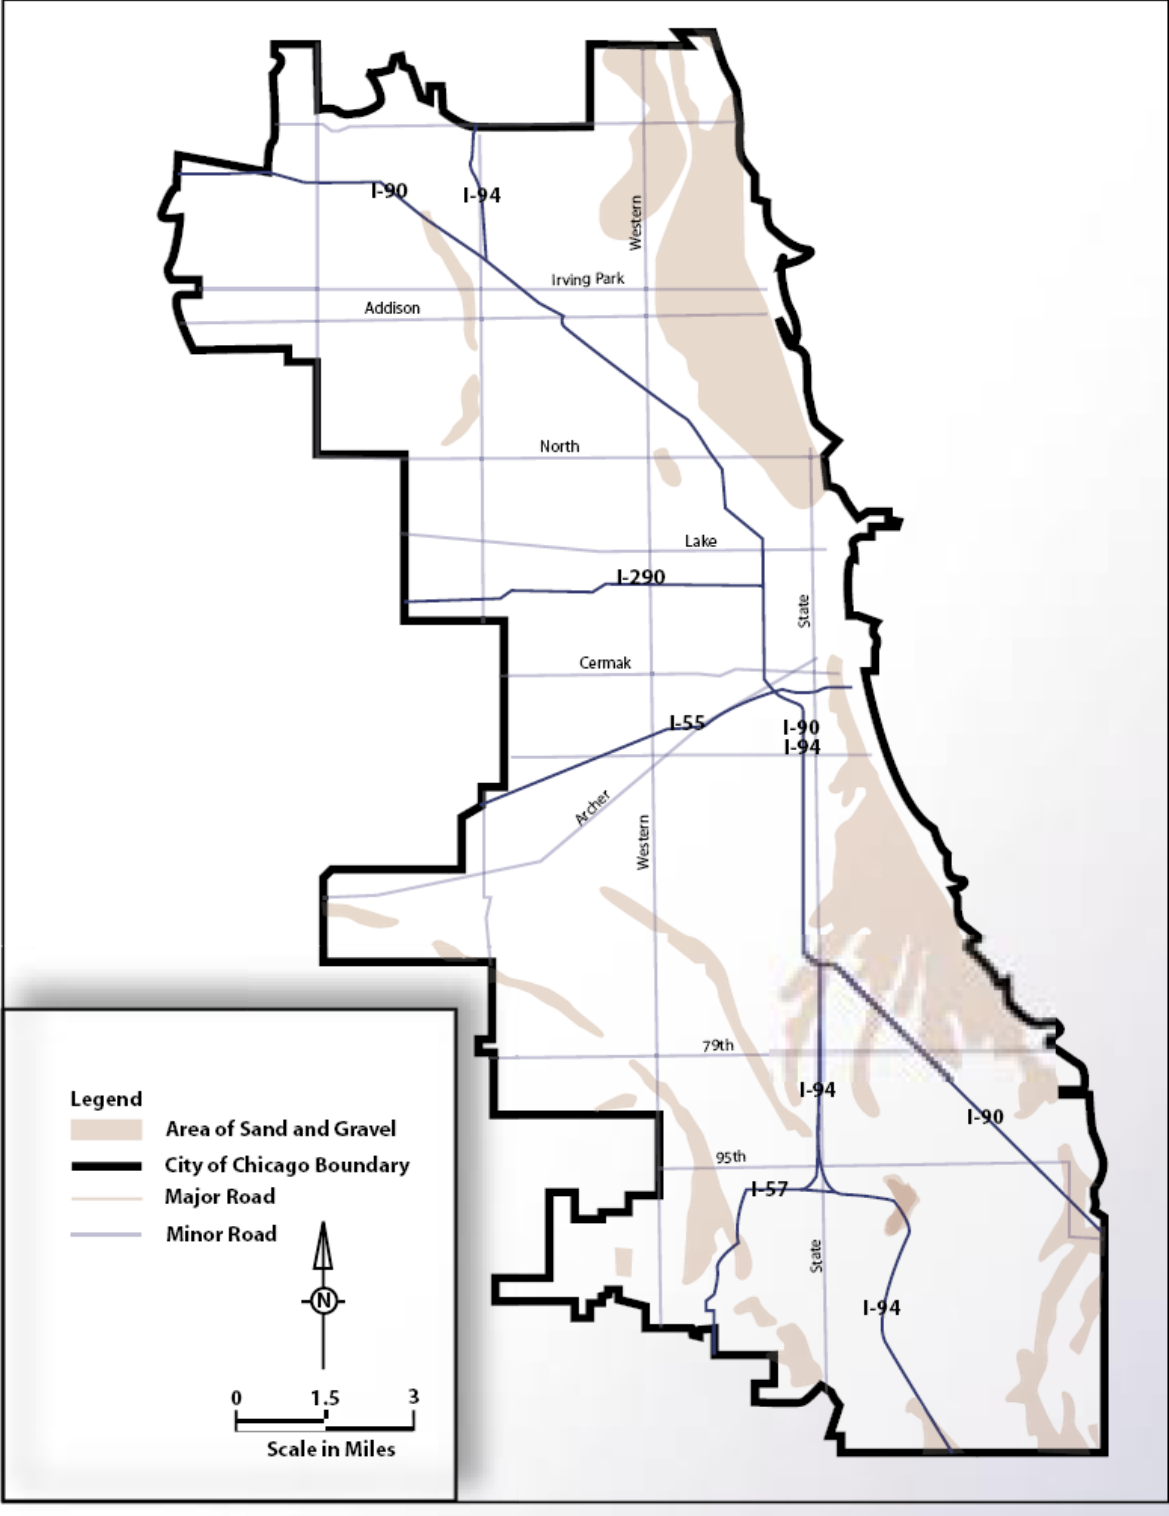 I-90
I-94
Western
Irving Park
Addison
North
Lake
I-290
State
Cermak
I-55
I-90
I-94
Archer
Western
79th
I-94
I-90
95th
I-57
State
I-94
Legend
Area of Sand and Gravel
City of Chicago Boundary
Major Road
Minor Road
N
0 1.5 3
Scale in Miles